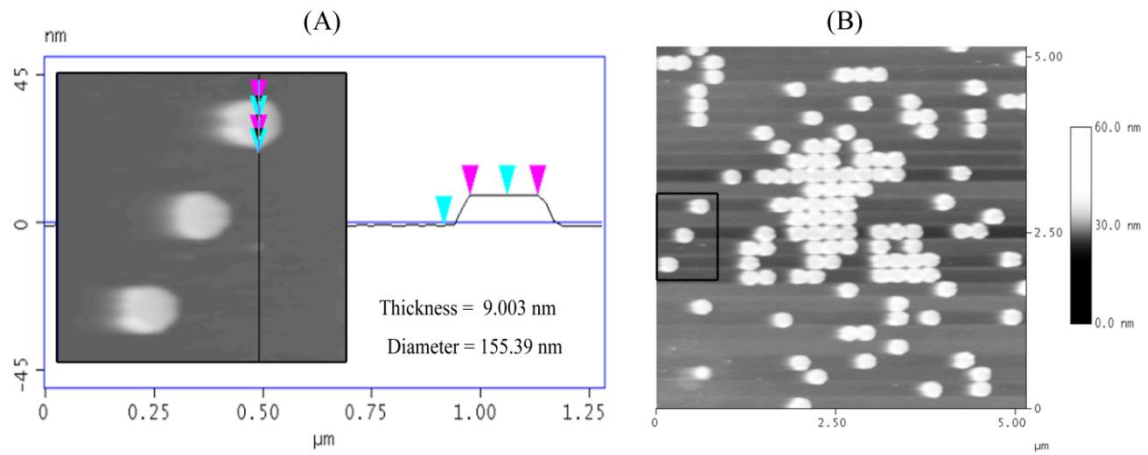 (A)
nm
45
0
-45
0
0.25
0.50
0.75
1.00
1.25
µm
Thickness = 9.003 nm
Diameter = 155.39 nm
(B)
5.00
2.50
0
0
2.50
5.00
µm
60.0 nm
30.0 nm
0.0 nm